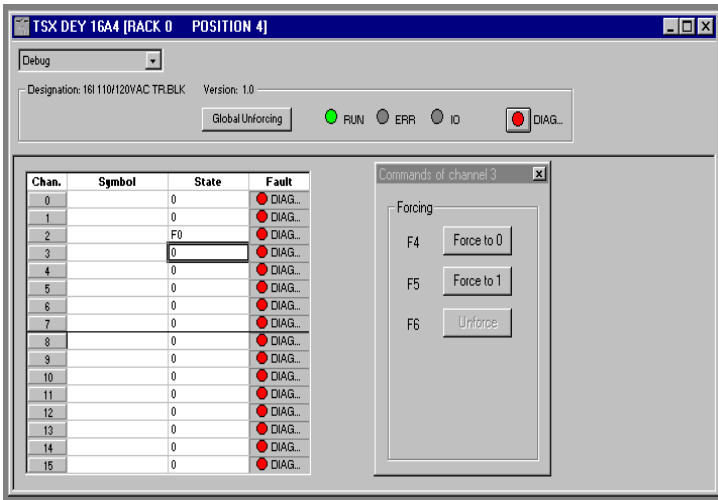 TSX DEY 16A4 [RACK 0 POSITION 4]
Debug
Designation: 16I 110/120VAC TR.BLK Version: 1.0
Global Unforcing RUN ERR IO DIAG...
Chan. Symbol State Fault
0 0 DIAG...
1 0 DIAG...
2 F0 DIAG...
3 0 DIAG...
4 0 DIAG...
5 0 DIAG...
6 0 DIAG...
7 0 DIAG...
8 0 DIAG...
9 0 DIAG...
10 0 DIAG...
11 0 DIAG...
12 0 DIAG...
13 0 DIAG...
14 0 DIAG...
15 0 DIAG...
Commands of channel 3
Forcing
F4 Force to 0
F5 Force to 1
F6 Unforce